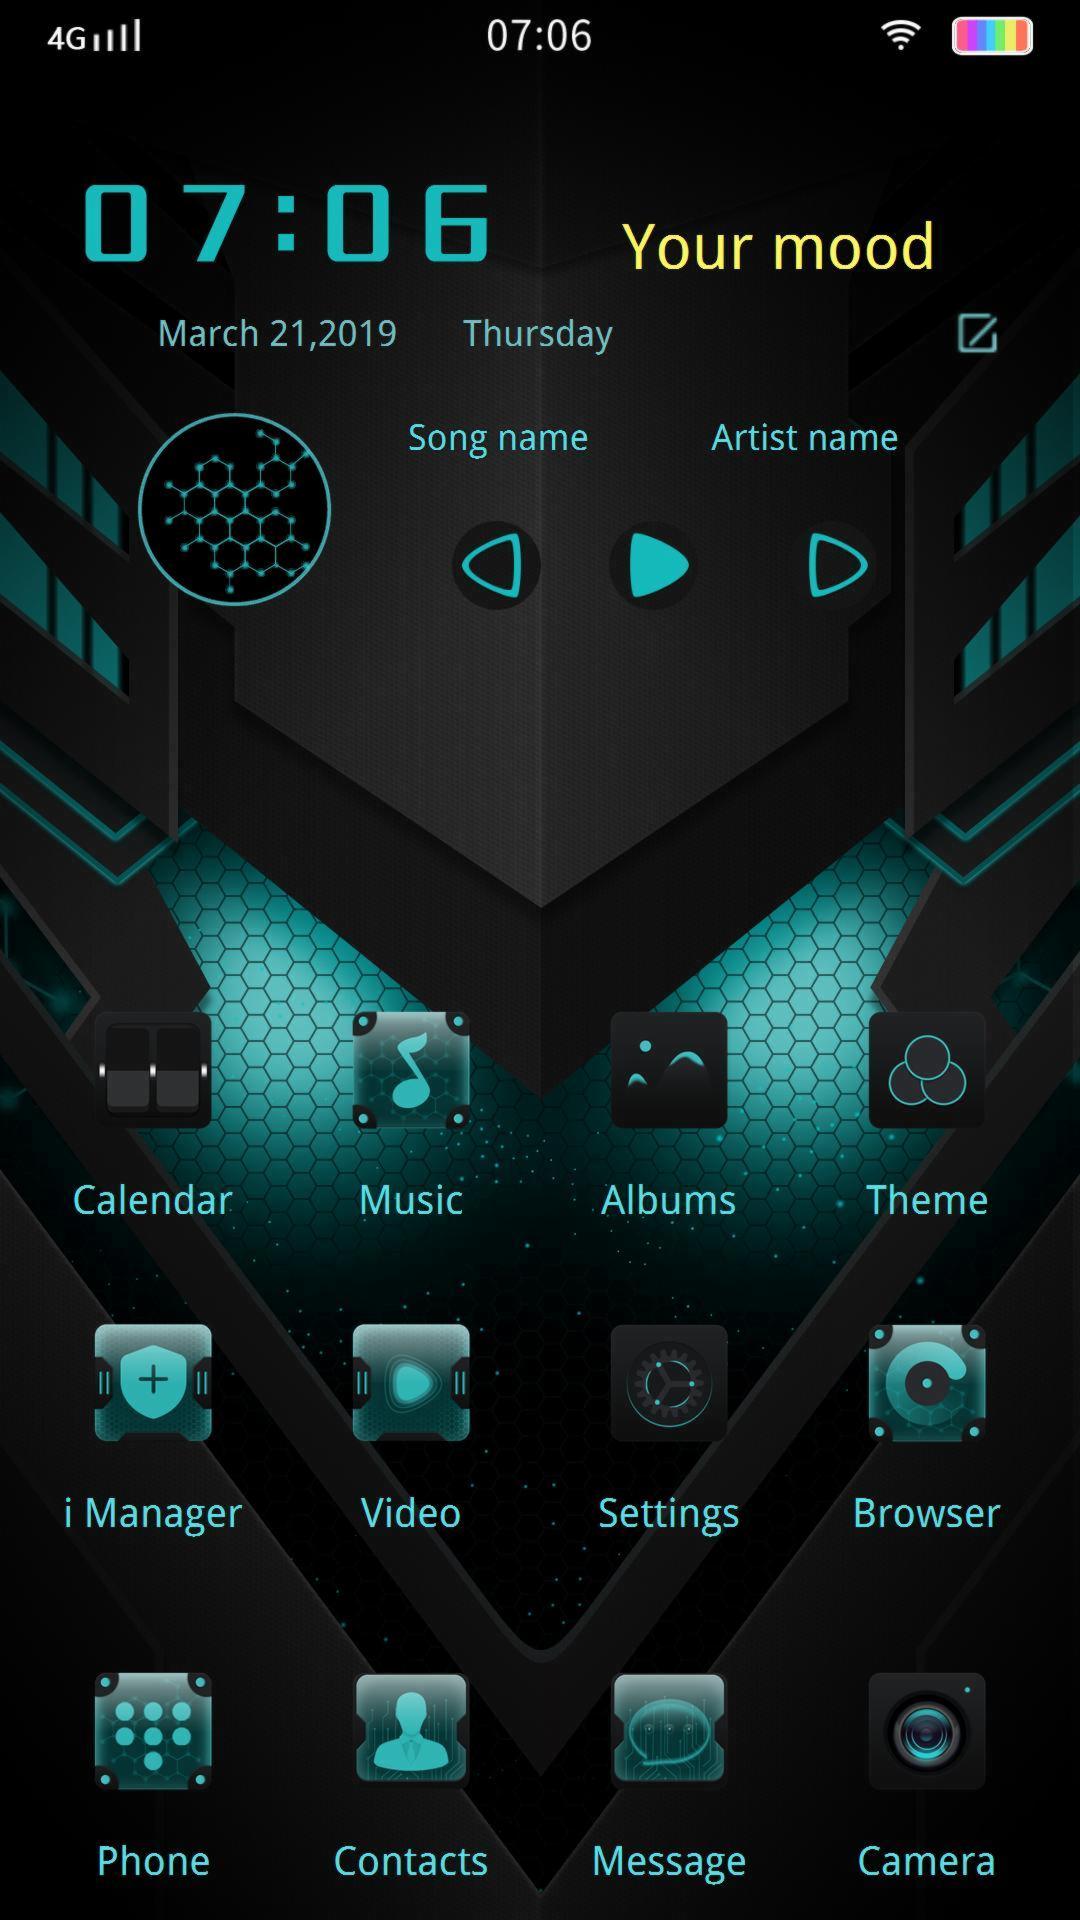 4G 07:06
07:06
Your mood
March 21,2019 Thursday
Song name Artist name
Calendar Music Albums Theme
i Manager Video Settings Browser
Phone Contacts Message Camera